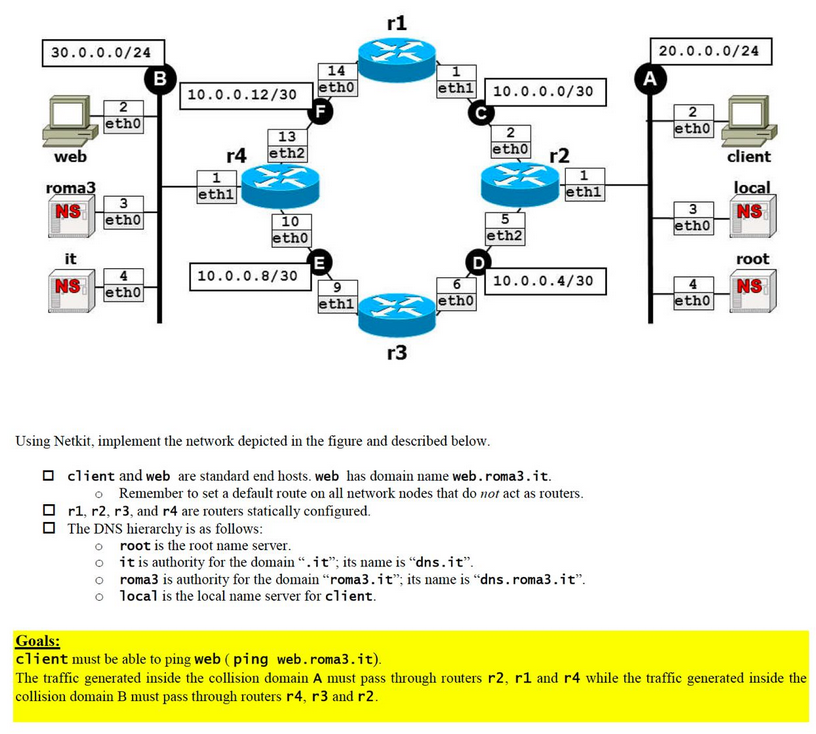 r1
30.0.0.0/24
20.0.0.0/24
B
A
14
eth0
1
eth1
10.0.0.12/30
10.0.0.0/30
F
C
2
eth0
2
eth0
web
client
13
eth2
2
eth0
r4
r2
1
eth1
1
eth1
roma3
NS
3
eth0
local
NS
3
eth0
10
eth0
5
eth2
it
NS
4
eth0
root
NS
4
eth0
E
D
10.0.0.8/30
10.0.0.4/30
9
eth1
6
eth0
r3
Using Netkit, implement the network depicted in the figure and described below.
client and web are standard end hosts. web has domain name web.roma3.it.
Remember to set a default route on all network nodes that do not act as routers.
r1, r2, r3, and r4 are routers statically configured.
The DNS hierarchy is as follows:
root is the root name server.
it is authority for the domain “.it”; its name is “dns.it”.
roma3 is authority for the domain “roma3.it”; its name is “dns.roma3.it”.
local is the local name server for client.
Goals:
client must be able to ping web ( ping web.roma3.it).
The traffic generated inside the collision domain A must pass through routers r2, r1 and r4 while the traffic generated inside the
collision domain B must pass through routers r4, r3 and r2.